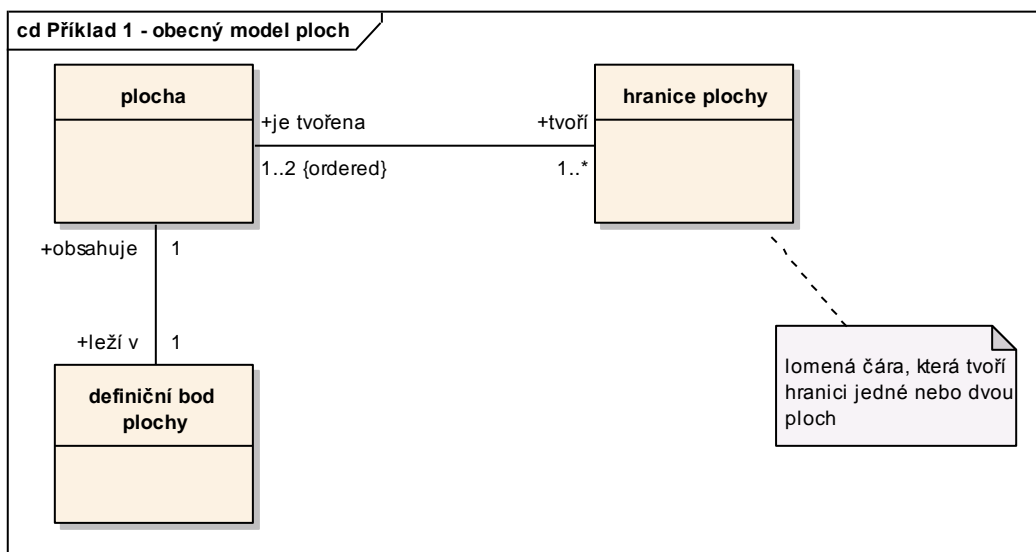 cd Příklad 1 - obecný model ploch
plocha
hranice plochy
+je tvořena
+tvoří
1..2 {ordered}
1..*
+obsahuje
1
+leží v
1
definiční bod
plochy
lomená čára, která tvoří
hranici jedné nebo dvou
ploch